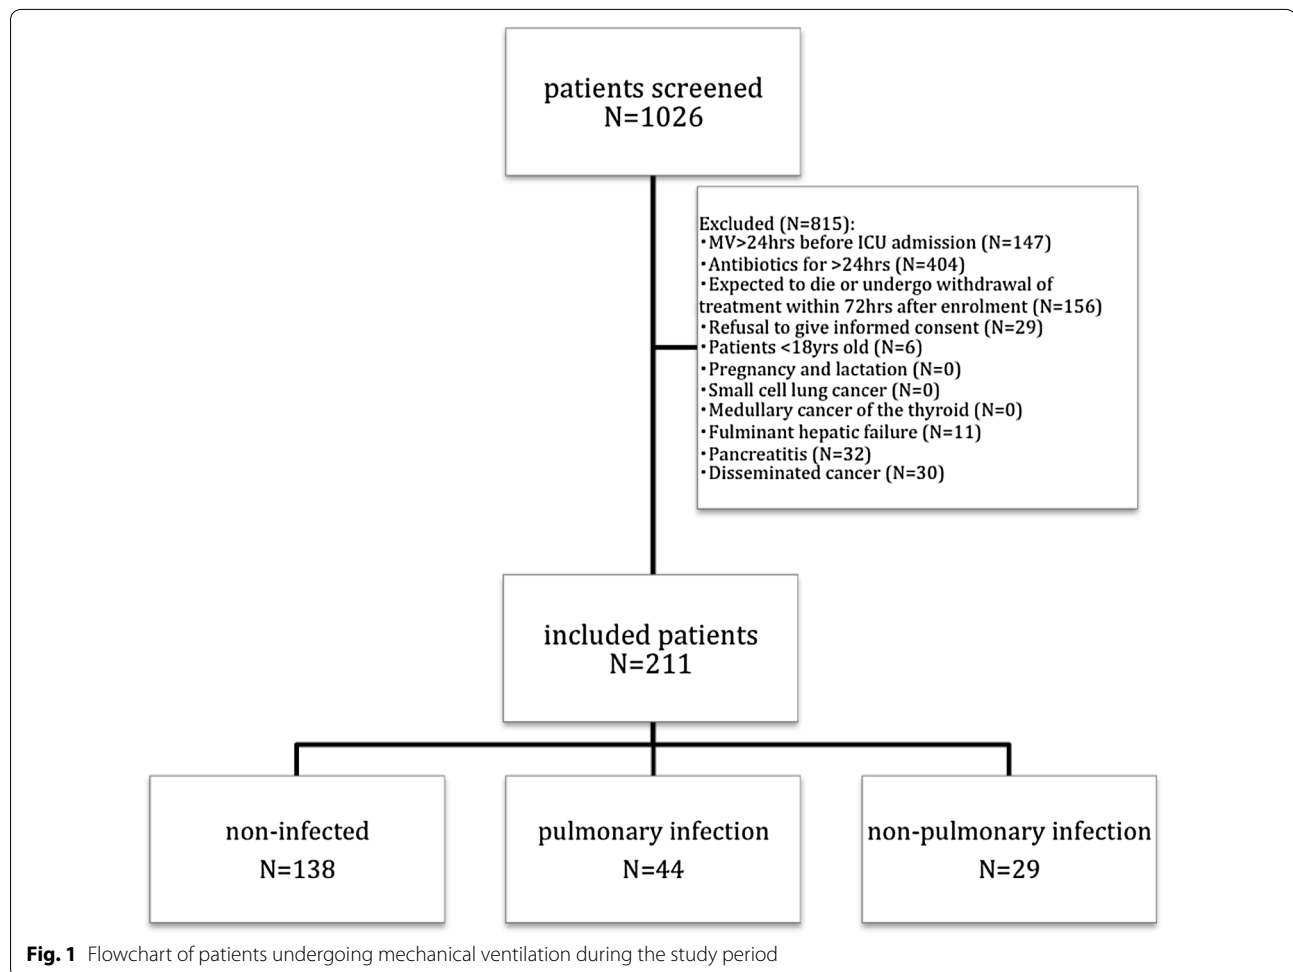 patients screened
N=1026
Excluded (N=815):
•MV>24hrs before ICU admission (N=147)
•Antibiotics for >24hrs (N=404)
•Expected to die or undergo withdrawal of
treatment within 72hrs after enrolment (N=156)
•Refusal to give informed consent (N=29)
•Patients <18yrs old (N=6)
•Pregnancy and lactation (N=0)
•Small cell lung cancer (N=0)
•Medullary cancer of the thyroid (N=0)
•Fulminant hepatic failure (N=11)
•Pancreatitis (N=32)
•Disseminated cancer (N=30)
included patients
N=211
non-infected
N=138
pulmonary infection
N=44
non-pulmonary infection
N=29
Fig. 1 Flowchart of patients undergoing mechanical ventilation during the study period